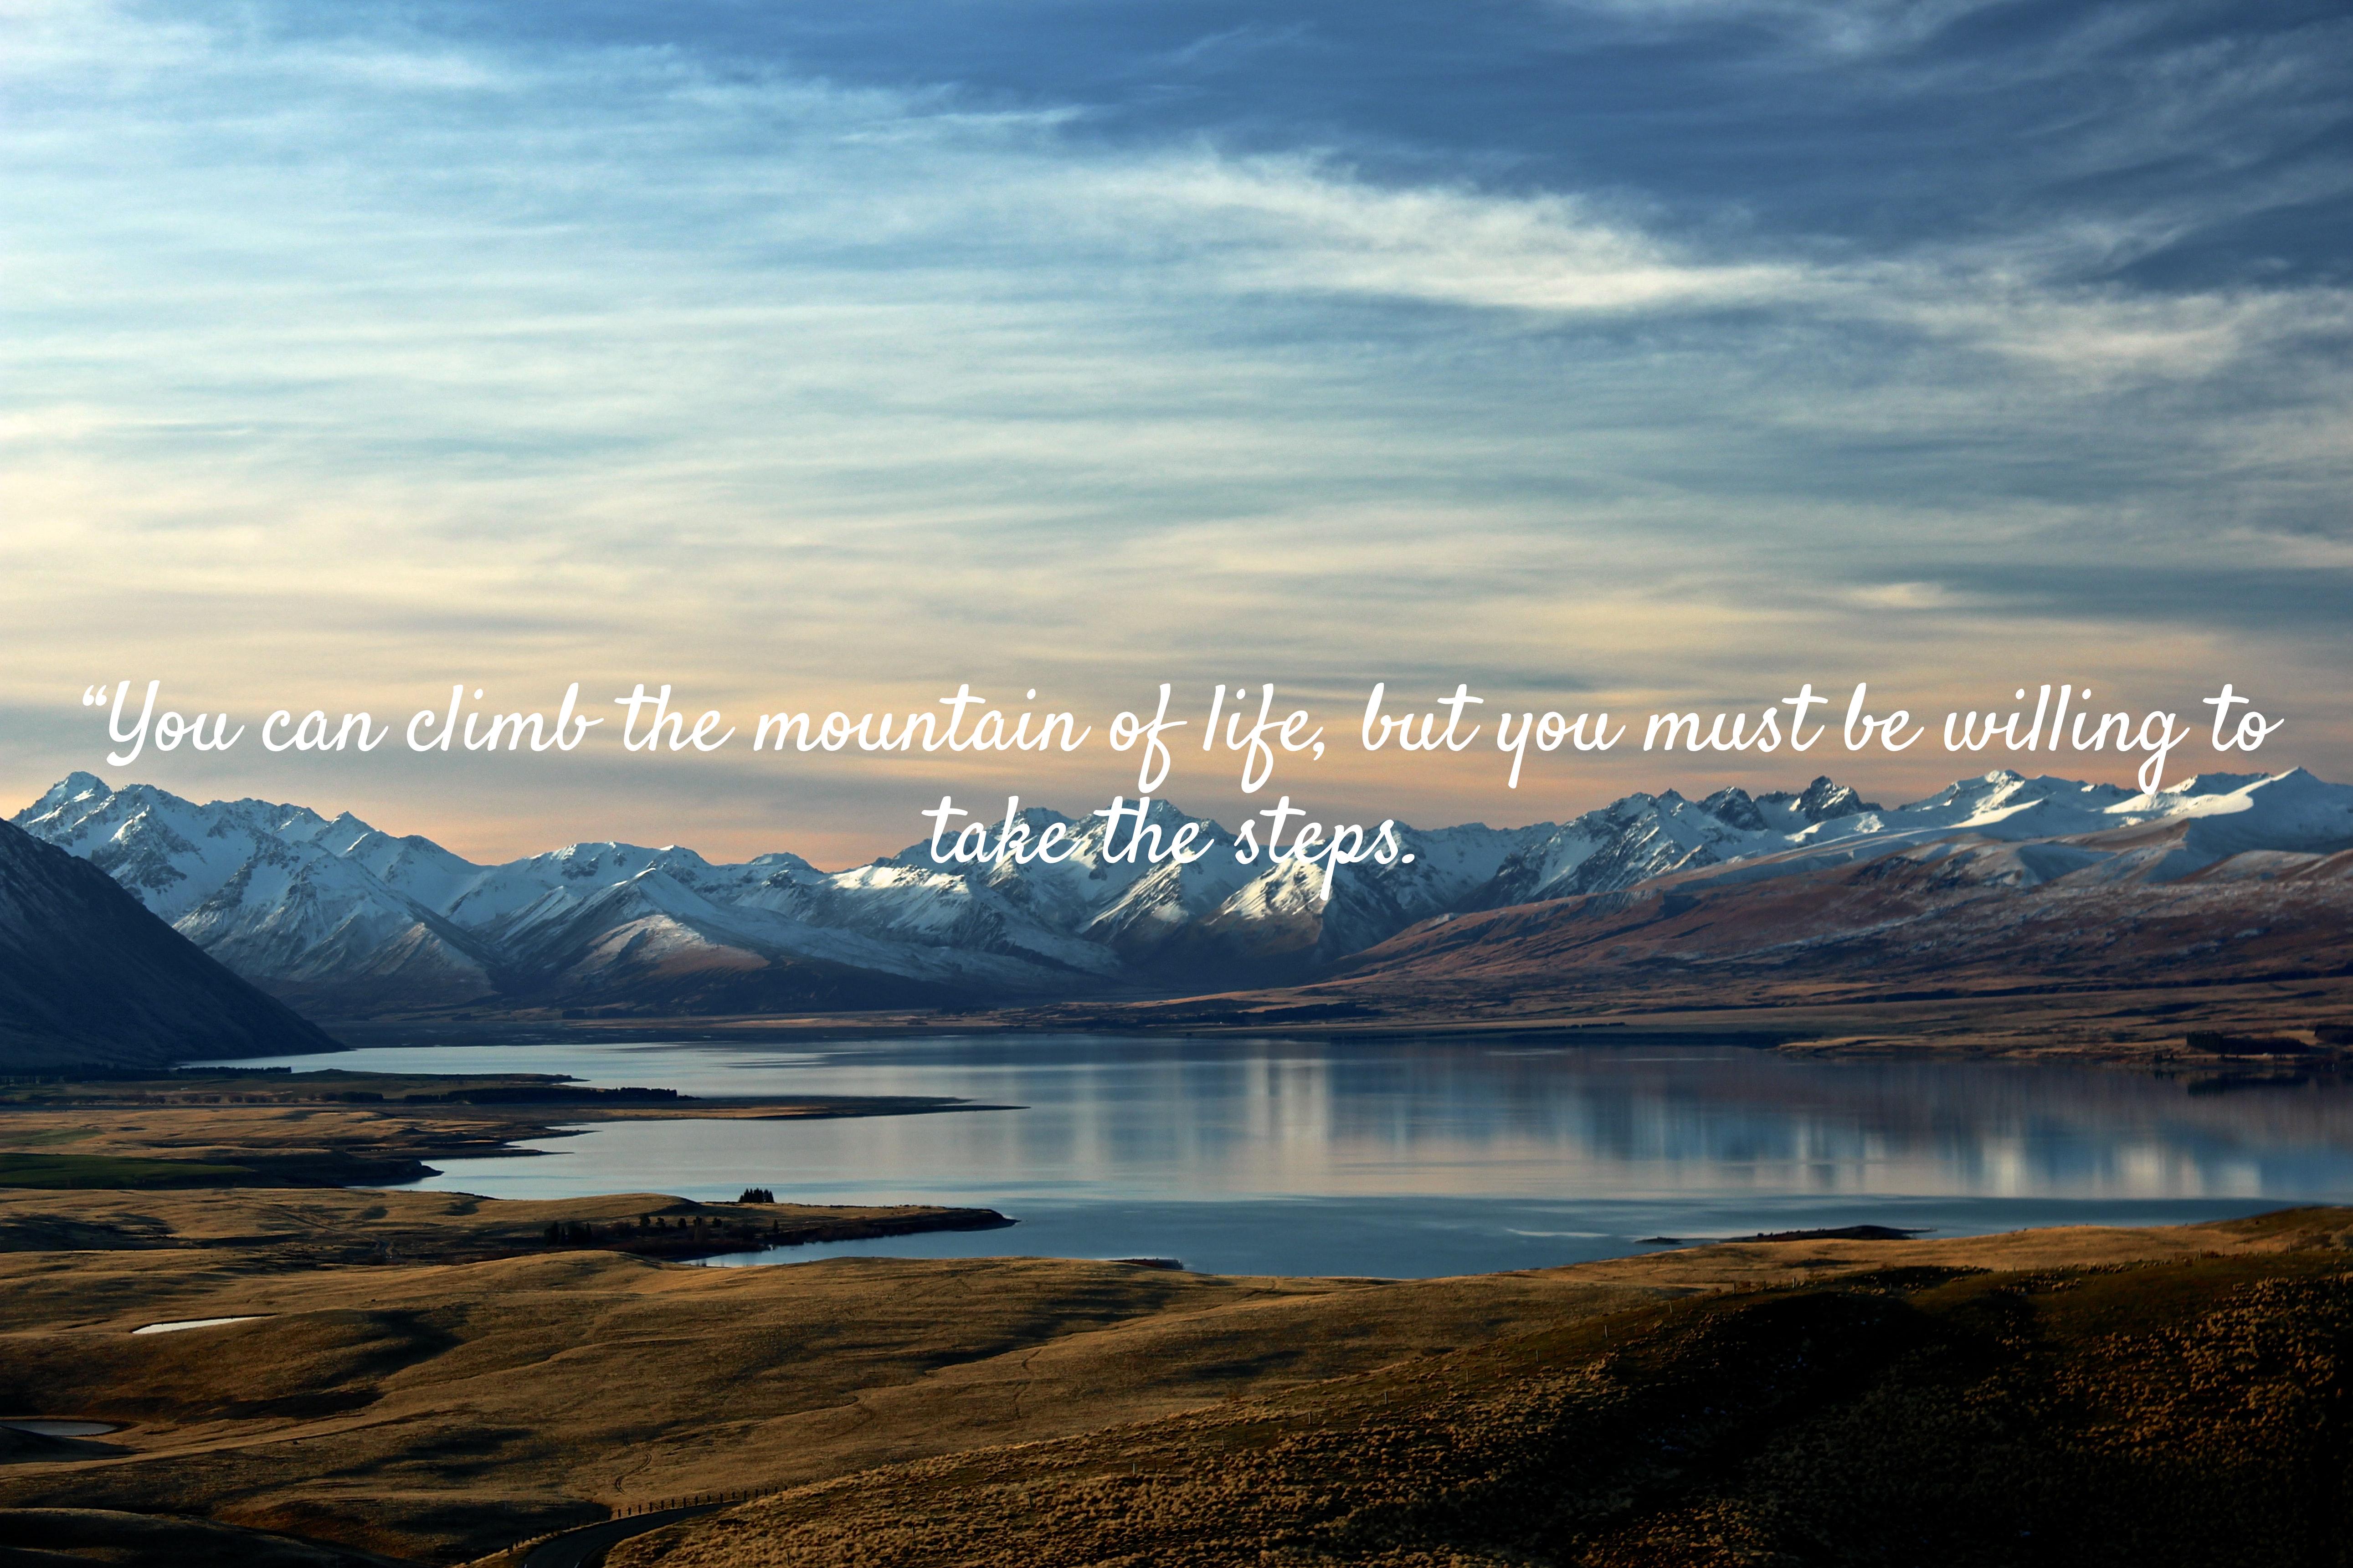 “You can climb the mountain of life, but you must be willing to
take the steps.